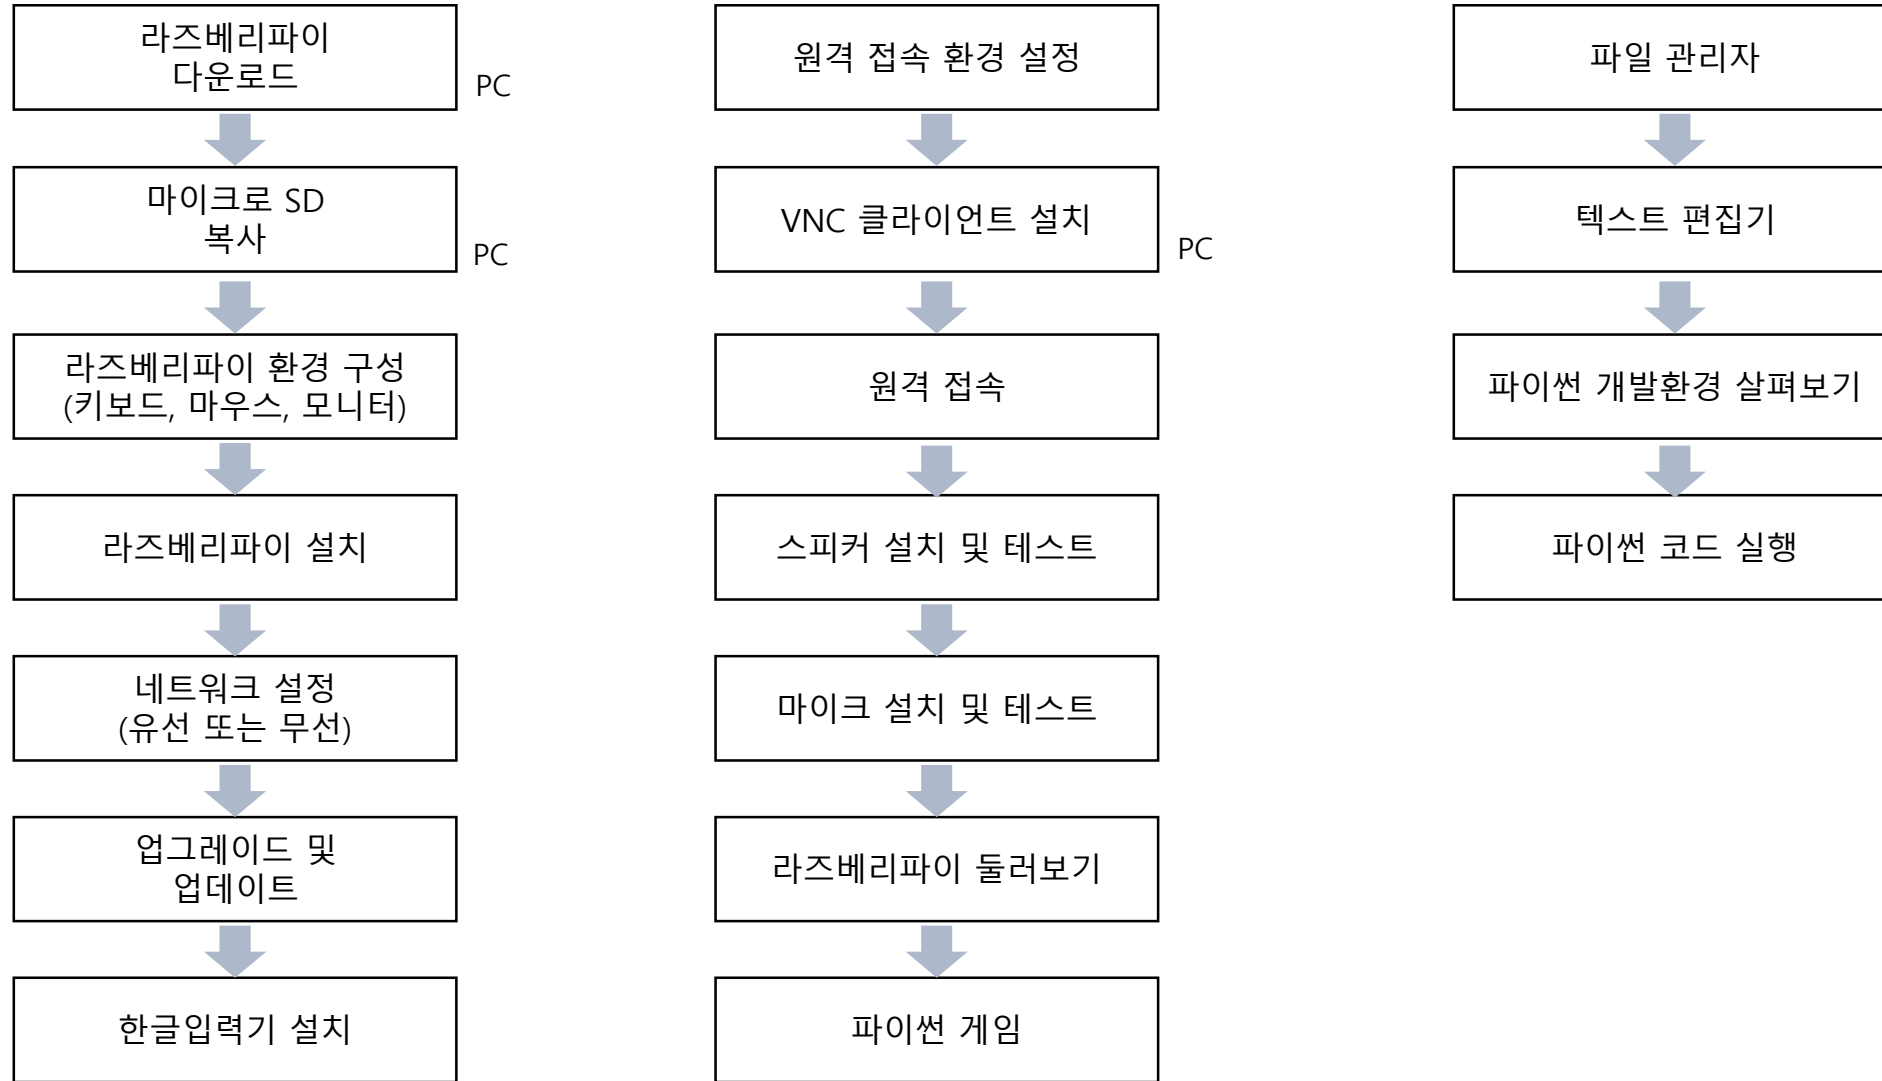 라즈베리파이
다운로드
PC
마이크로 SD
복사
PC
라즈베리파이 환경 구성
(키보드, 마우스, 모니터)
라즈베리파이 설치
네트워크 설정
(유선 또는 무선)
업그레이드 및
업데이트
한글입력기 설치
원격 접속 환경 설정
VNC 클라이언트 설치
PC
원격 접속
스피커 설치 및 테스트
마이크 설치 및 테스트
라즈베리파이 둘러보기
파이썬 게임
파일 관리자
텍스트 편집기
파이썬 개발환경 살펴보기
파이썬 코드 실행